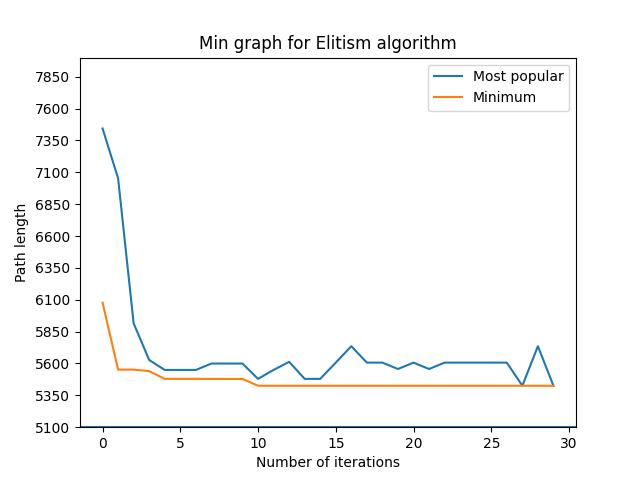 Min graph for Elitism algorithm
Most popular
Minimum
Path length
7850
7600
7350
7100
6850
6600
6350
6100
5850
5600
5350
5100
0 5 10 15 20 25 30
Number of iterations